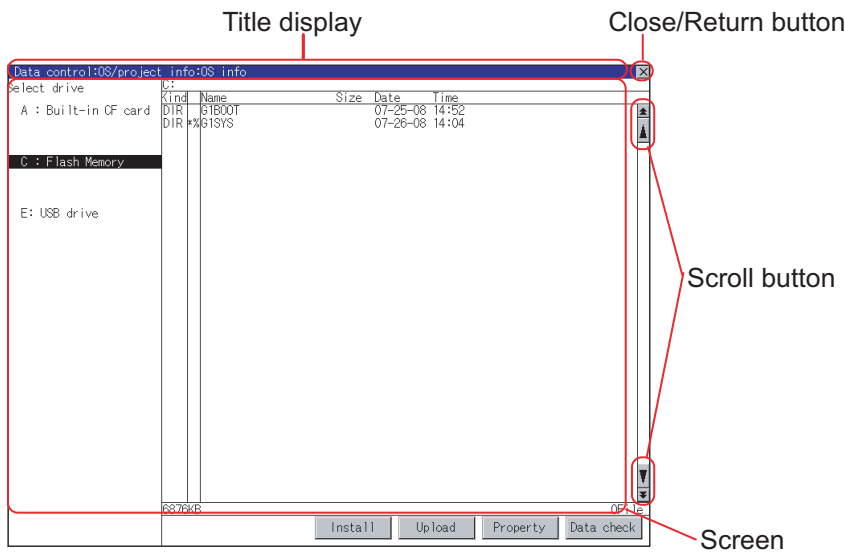 Title display
Close/Return button
Data control:OS/project info:OS info
Select drive
C:
Kind Name Size Date Time
A : Built-in CF card
DIR G1BOOT 07-25-08 14:52
DIR *%G1SYS 07-26-08 14:04
C : Flash Memory
E: USB drive
Scroll button
6876KB
0File
Install Upload Property Data check
Screen